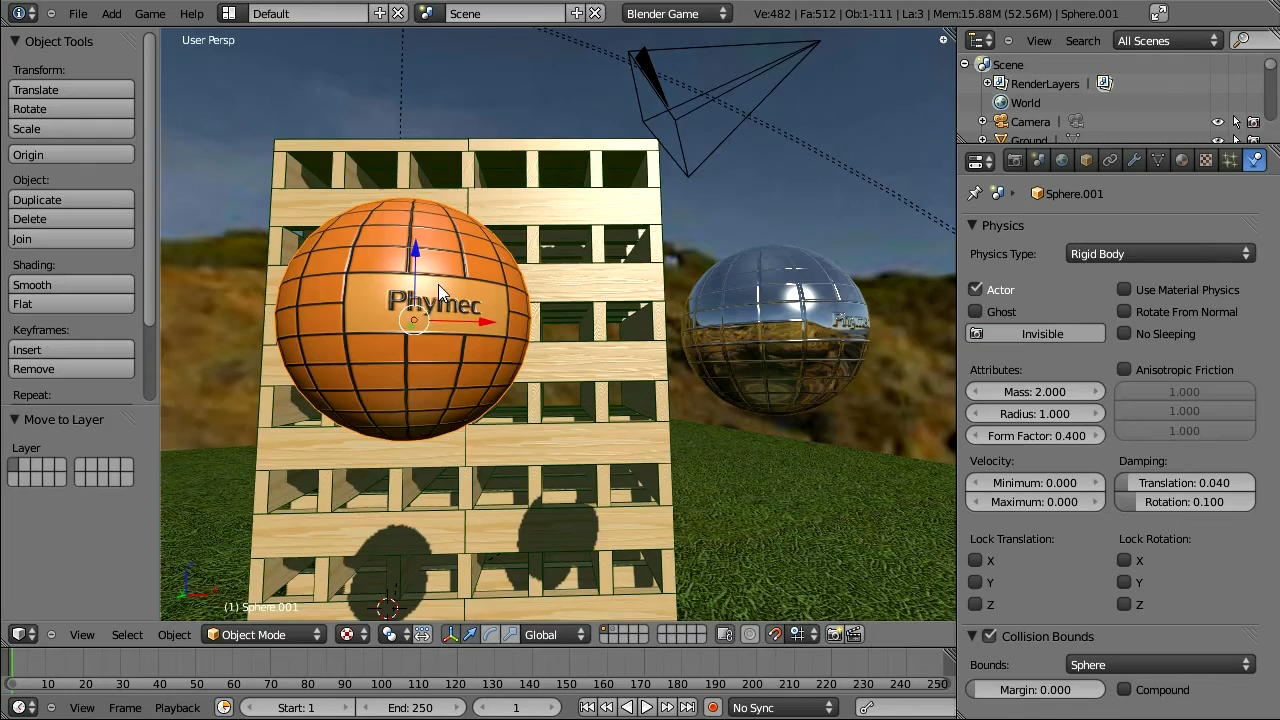 File Add Game Help Default Scene Blender Game Ve:482 | Fa:512 | Ob:1-111 | La:3 | Mem:15.88M (52.56M) | Sphere.001
Object Tools
Transform:
Translate
Rotate
Scale
Origin
Object:
Duplicate
Delete
Join
Shading:
Smooth
Flat
Keyframes:
Insert
Remove
Repeat:
Move to Layer
Layer
User Persp
Phymec
(1) Sphere.001
View Select Object Object Mode Global
10 20 30 40 50 60 70 80 90 100 110 120 130 140 150 160 170 180 190 200 210 220 230 240 250
View Frame Playback Start: 1 End: 250 1 No Sync
View Search All Scenes
Scene
RenderLayers |
World
Camera |
Ground |
Sphere.001
Physics
Physics Type: Rigid Body
Actor Use Material Physics
Ghost Rotate From Normal
Invisible No Sleeping
Attributes: Anisotropic Friction
Mass: 2.000 1.000
Radius: 1.000 1.000
Form Factor: 0.400 1.000
Velocity: Damping:
Minimum: 0.000 Translation: 0.040
Maximum: 0.000 Rotation: 0.100
Lock Translation: Lock Rotation:
X X
Y Y
Z Z
Collision Bounds
Bounds: Sphere
Margin: 0.000 Compound